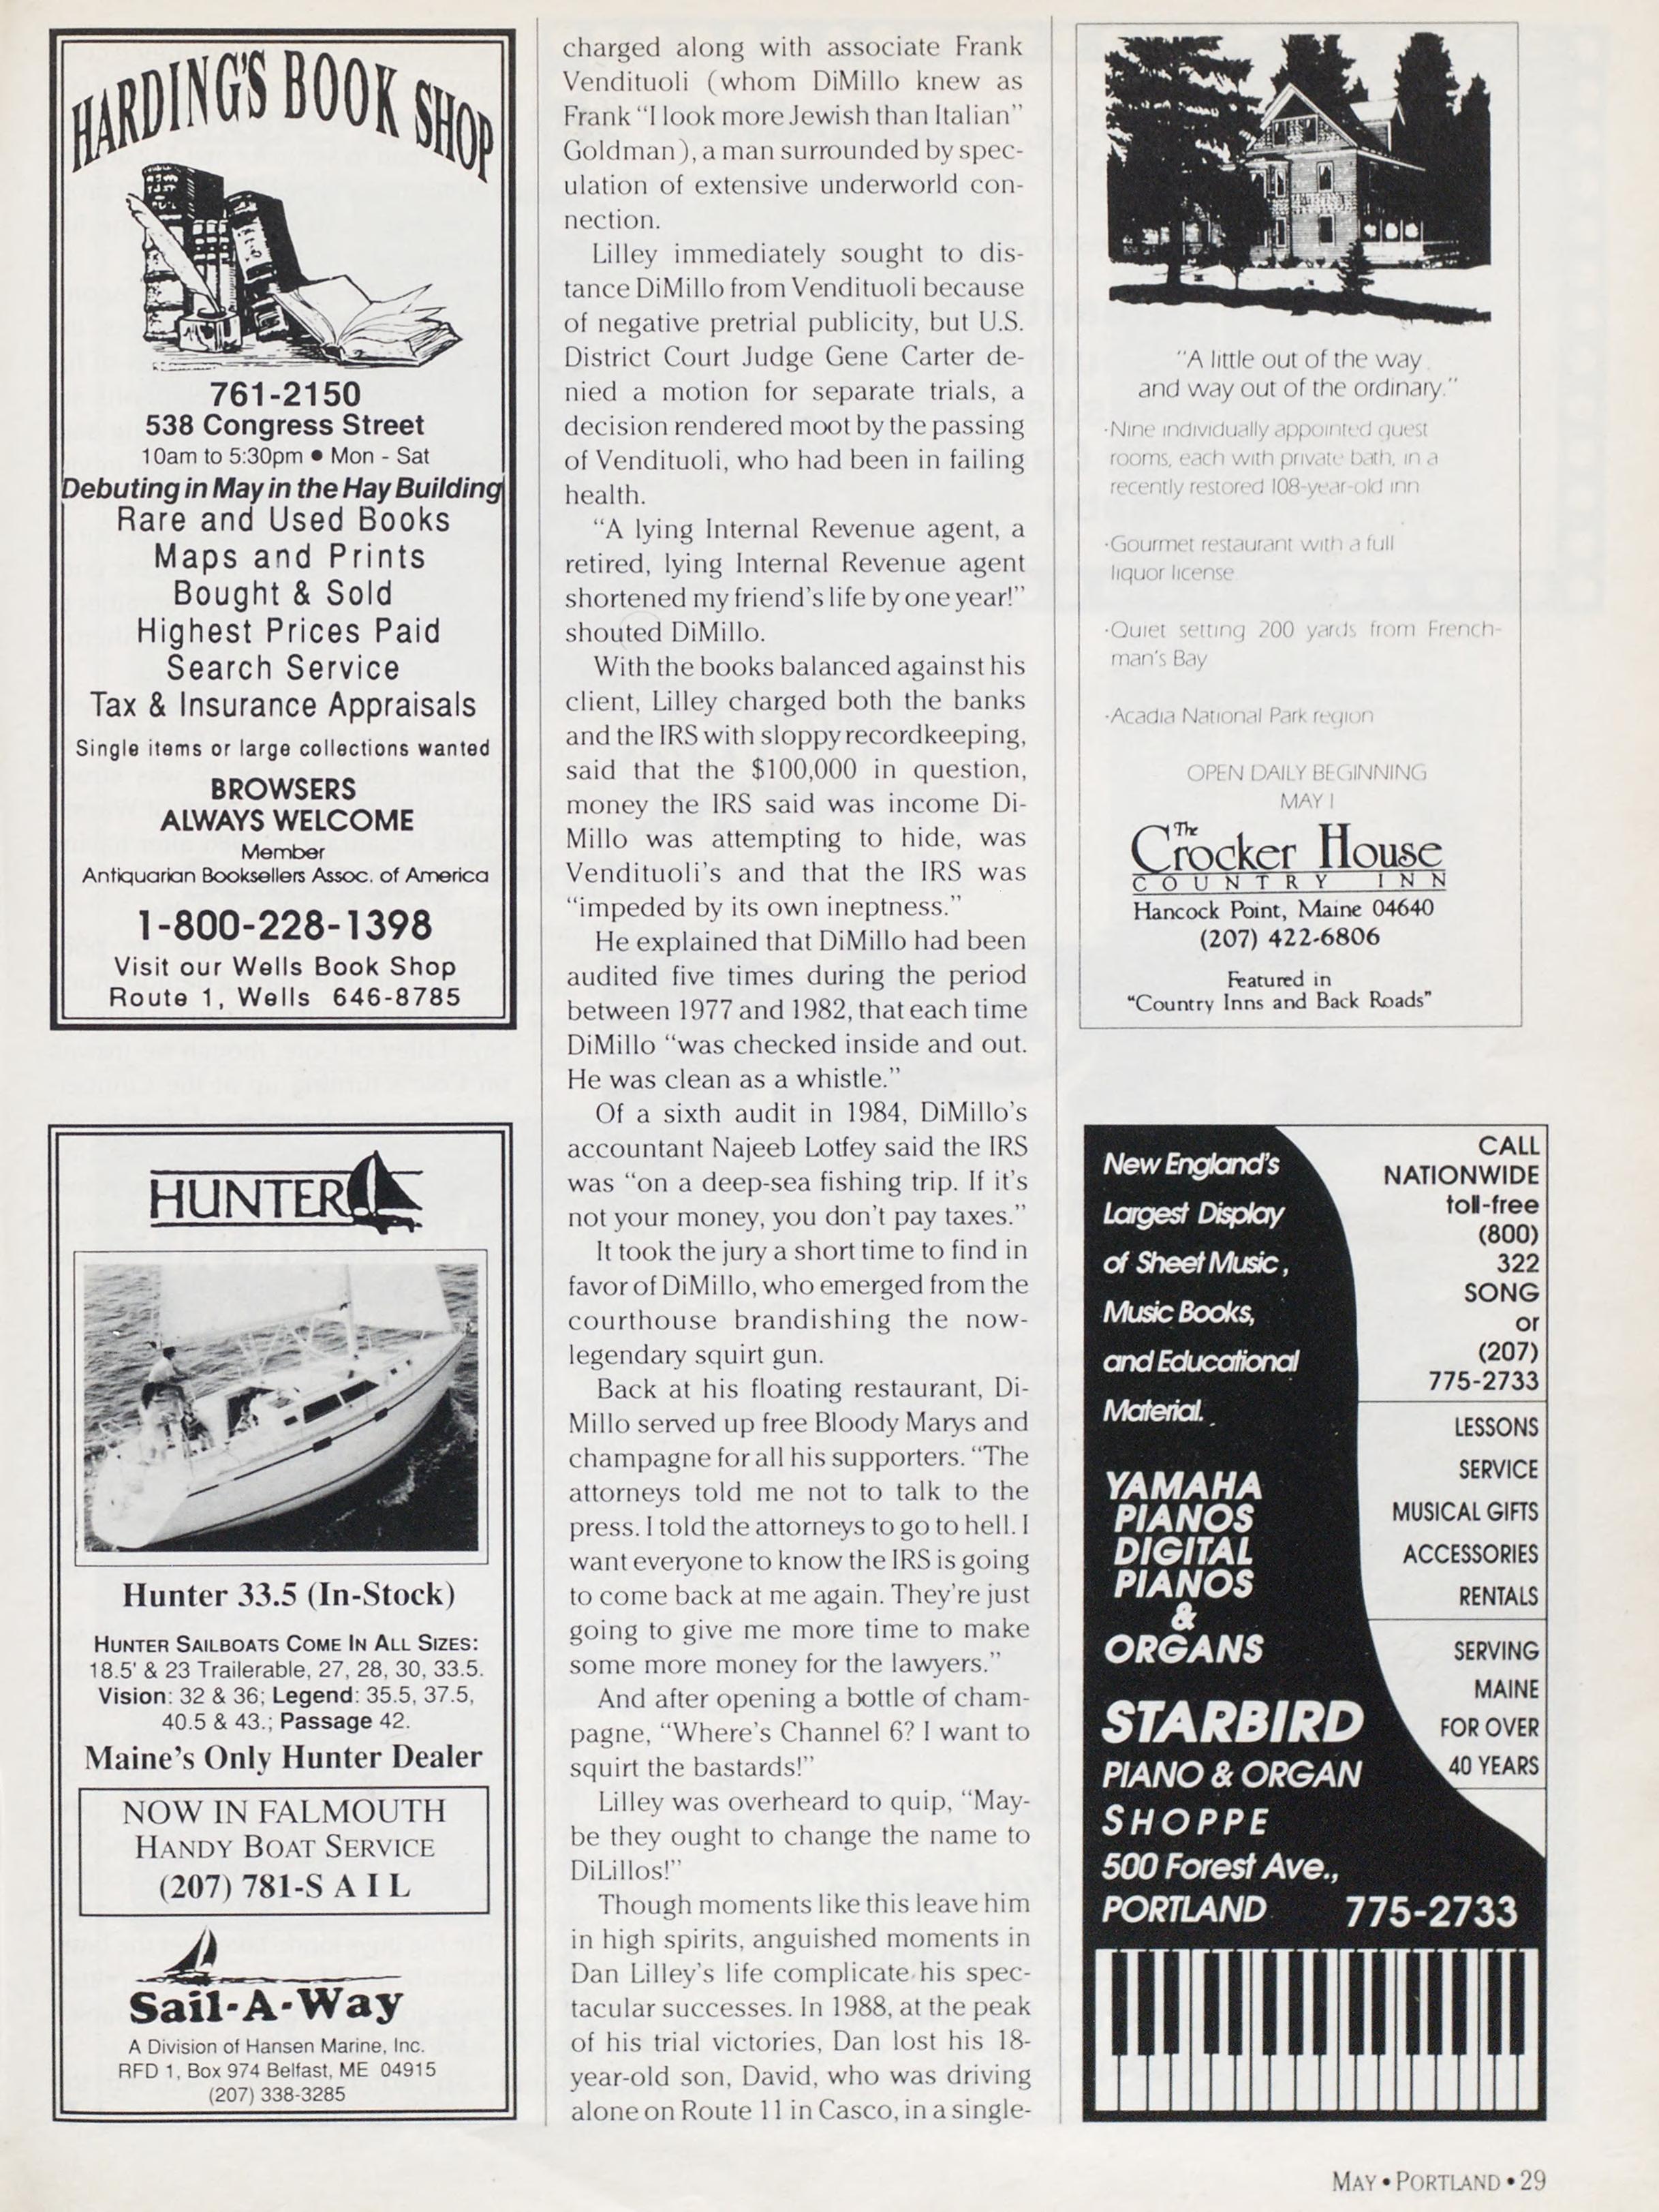 HARDING'S BOOK SHOP
761-2150
538 Congress Street
10am to 5:30pm • Mon - Sat
Debuting in May in the Hay Building
Rare and Used Books
Maps and Prints
Bought & Sold
Highest Prices Paid
Search Service
Tax & Insurance Appraisals
Single items or large collections wanted
BROWSERS
ALWAYS WELCOME
Member
Antiquarian Booksellers Assoc. of America
1-800-228-1398
Visit our Wells Book Shop
Route 1, Wells 646-8785
HUNTER
Hunter 33.5 (In-Stock)
HUNTER SAILBOATS COME IN ALL SIZES:
18.5' & 23 Trailerable, 27, 28, 30, 33.5.
Vision: 32 & 36; Legend: 35.5, 37.5,
40.5 & 43.; Passage 42.
Maine's Only Hunter Dealer
NOW IN FALMOUTH
HANDY BOAT SERVICE
(207) 781-S A I L
Sail-A-Way
A Division of Hansen Marine, Inc.
RFD 1, Box 974 Belfast, ME 04915
(207) 338-3285
charged along with associate Frank
Vendituoli (whom DiMillo knew as
Frank “I look more Jewish than Italian”
Goldman), a man surrounded by spec-
ulation of extensive underworld con-
nection.
Lilley immediately sought to dis-
tance DiMillo from Vendituoli because
of negative pretrial publicity, but U.S.
District Court Judge Gene Carter de-
nied a motion for separate trials, a
decision rendered moot by the passing
of Vendituoli, who had been in failing
health.
“A lying Internal Revenue agent, a
retired, lying Internal Revenue agent
shortened my friend's life by one year!”
shouted DiMillo.
With the books balanced against his
client, Lilley charged both the banks
and the IRS with sloppy recordkeeping,
said that the $100,000 in question,
money the IRS said was income Di-
Millo was attempting to hide, was
Vendituoli's and that the IRS was
“impeded by its own ineptness.”
He explained that DiMillo had been
audited five times during the period
between 1977 and 1982, that each time
DiMillo “was checked inside and out.
He was clean as a whistle.”
Of a sixth audit in 1984, DiMillo's
accountant Najeeb Lotfey said the IRS
was “on a deep-sea fishing trip. If it's
not your money, you don't pay taxes.”
It took the jury a short time to find in
favor of DiMillo, who emerged from the
courthouse brandishing the now-
legendary squirt gun.
Back at his floating restaurant, Di-
Millo served up free Bloody Marys and
champagne for all his supporters. “The
attorneys told me not to talk to the
press. I told the attorneys to go to hell. I
want everyone to know the IRS is going
to come back at me again. They're just
going to give me more time to make
some more money for the lawyers.”
And after opening a bottle of cham-
pagne, “Where's Channel 6? I want to
squirt the bastards!”
Lilley was overheard to quip, “May-
be they ought to change the name to
DiLillos!”
Though moments like this leave him
in high spirits, anguished moments in
Dan Lilley's life complicate his spec-
tacular successes. In 1988, at the peak
of his trial victories, Dan lost his 18-
year-old son, David, who was driving
alone on Route 11 in Casco, in a single-
“A little out of the way
and way out of the ordinary.”
·Nine individually appointed guest
rooms, each with private bath, in a
recently restored 108-year-old inn
·Gourmet restaurant with a full
liquor license
·Quiet setting 200 yards from French-
man's Bay
·Acadia National Park region
OPEN DAILY BEGINNING
MAY 1
The
Crocker House
COUNTRY INN
Hancock Point, Maine 04640
(207) 422-6806
Featured in
“Country Inns and Back Roads”
New England's
Largest Display
of Sheet Music,
Music Books,
and Educational
Material.
YAMAHA
PIANOS
DIGITAL
PIANOS
&
ORGANS
STARBIRD
PIANO & ORGAN
SHOPPE
500 Forest Ave.,
PORTLAND 775-2733
CALL
NATIONWIDE
toll-free
(800)
322
SONG
or
(207)
775-2733
LESSONS
SERVICE
MUSICAL GIFTS
ACCESSORIES
RENTALS
SERVING
MAINE
FOR OVER
40 YEARS
MAY • PORTLAND • 29